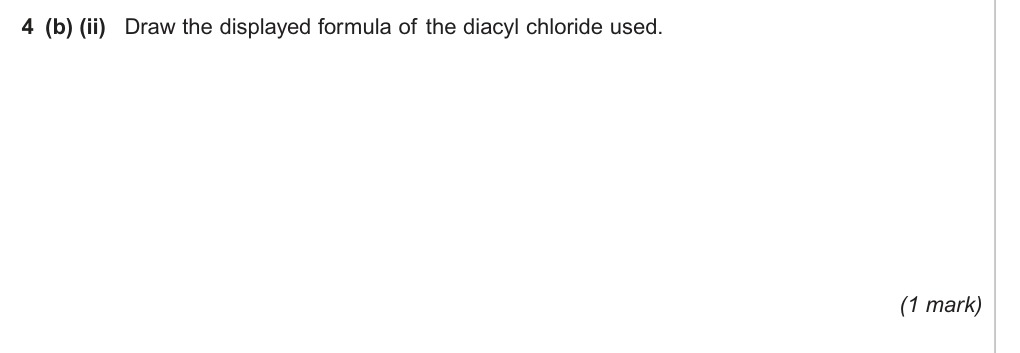 4 (b) (ii) Draw the displayed formula of the diacyl chloride used.
(1 mark)